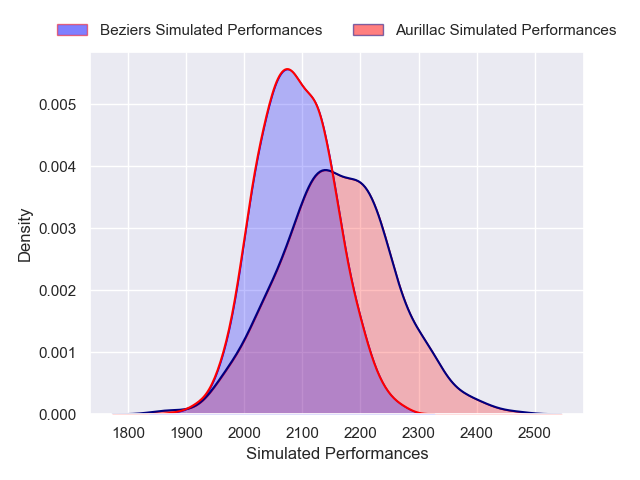 Beziers Simulated Performances Aurillac Simulated Performances
0.005
0.004
0.003
0.002
0.001
0.000
Density
1800 1900 2000 2100 2200 2300 2400 2500
Simulated Performances